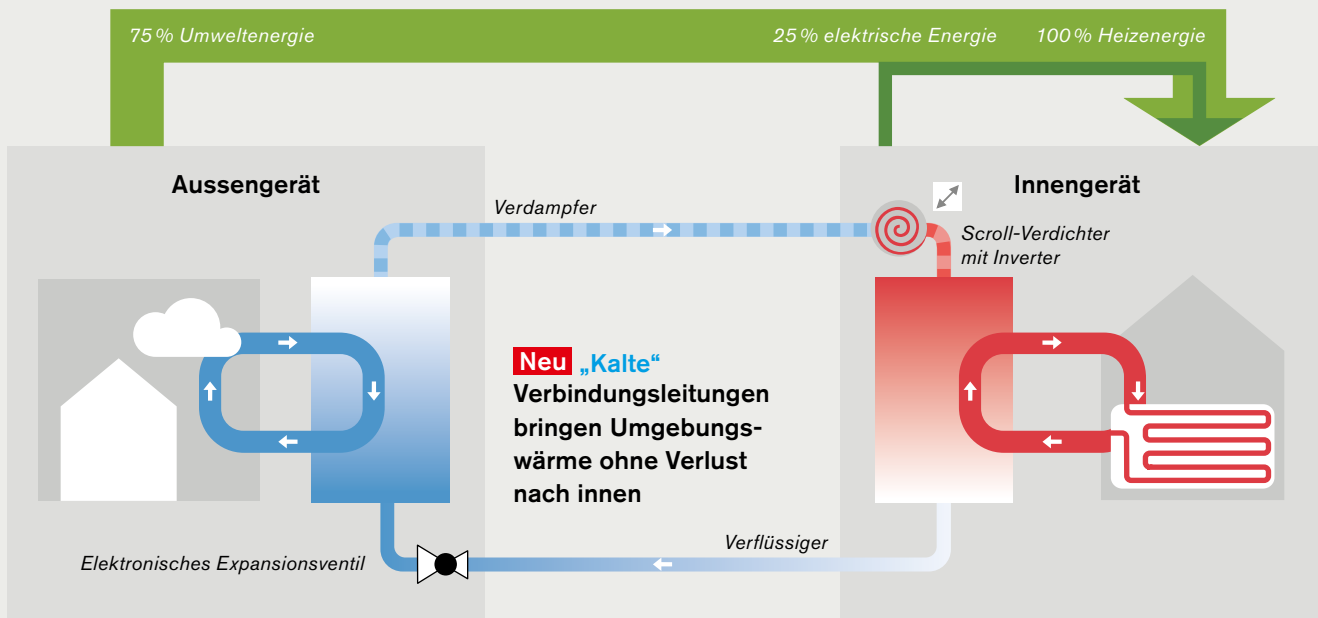 75 % Umweltenergie
25 % elektrische Energie
100 % Heizenergie
Aussengerät
Innengerät
Verdampfer
Scroll-Verdichter
mit Inverter
Neu „Kalte“
Verbindungsleitungen
bringen Umgebungs-
wärme ohne Verlust
nach innen
Verflüssiger
Elektronisches Expansionsventil